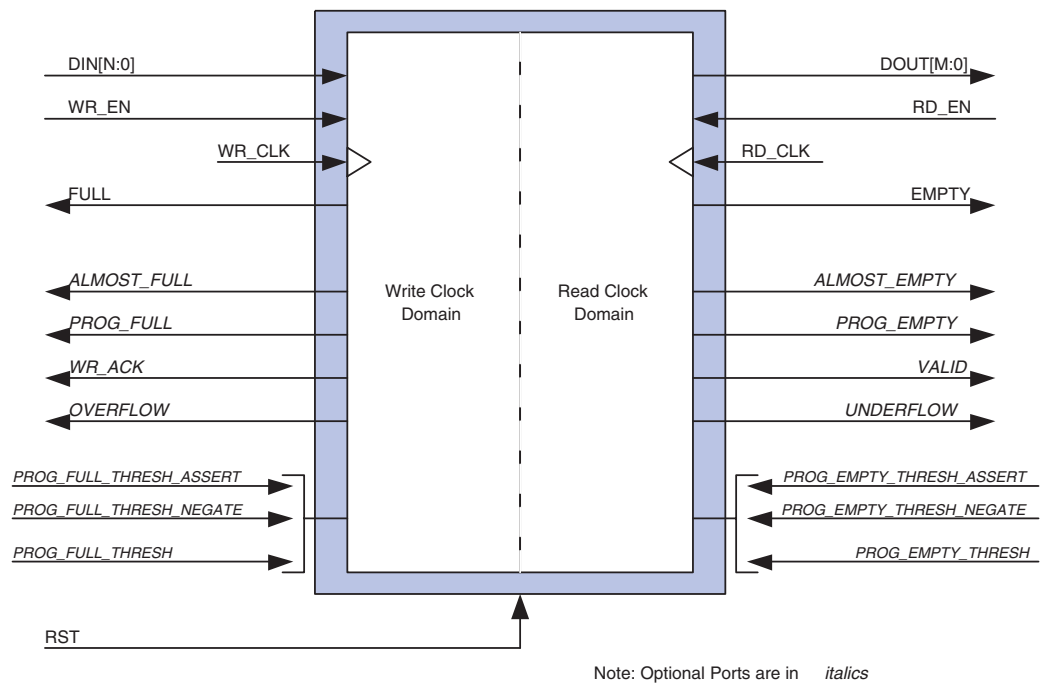 DIN[N:0]
DOUT[M:0]
WR_EN
RD_EN
WR_CLK
RD_CLK
FULL
EMPTY
ALMOST_FULL
Write Clock
Domain
Read Clock
Domain
ALMOST_EMPTY
PROG_FULL
PROG_EMPTY
WR_ACK
VALID
OVERFLOW
UNDERFLOW
PROG_FULL_THRESH_ASSERT
PROG_EMPTY_THRESH_ASSERT
PROG_FULL_THRESH_NEGATE
PROG_EMPTY_THRESH_NEGATE
PROG_FULL_THRESH
PROG_EMPTY_THRESH
RST
Note: Optional Ports are in italics